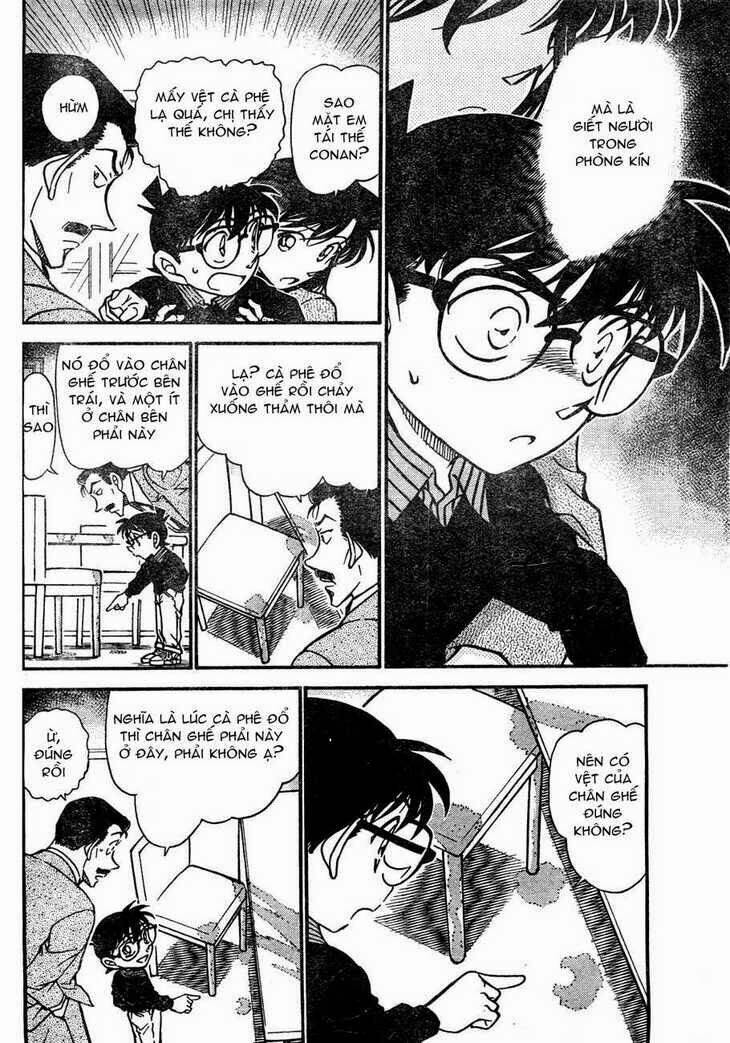 MÀ LÀ
GIẾT NGƯỜI
TRONG
PHÒNG KÍN
SAO
MẶT EM
TÁI THẾ
CONAN?
MẤY VỆT CÀ PHÊ
LẠ QUÁ, CHỊ THẤY
THẾ KHÔNG?
HỪM
LẠ? CÀ PHÊ ĐỔ
VÀO GHẾ RỒI CHẢY
XUỐNG THẢM THÔI MÀ
NÓ ĐỔ VÀO CHÂN
GHẾ TRƯỚC BÊN
TRÁI, VÀ MỘT ÍT
Ở CHÂN BÊN
PHẢI NÀY
THÌ
SAO
NÊN CÓ
VỆT CỦA
CHÂN GHẾ
ĐÚNG
KHÔNG?
NGHĨA LÀ LÚC CÀ PHÊ ĐỔ
THÌ CHÂN GHẾ PHẢI NÀY
Ở ĐÂY, PHẢI KHÔNG Ạ?
Ừ,
ĐÚNG
RỒI